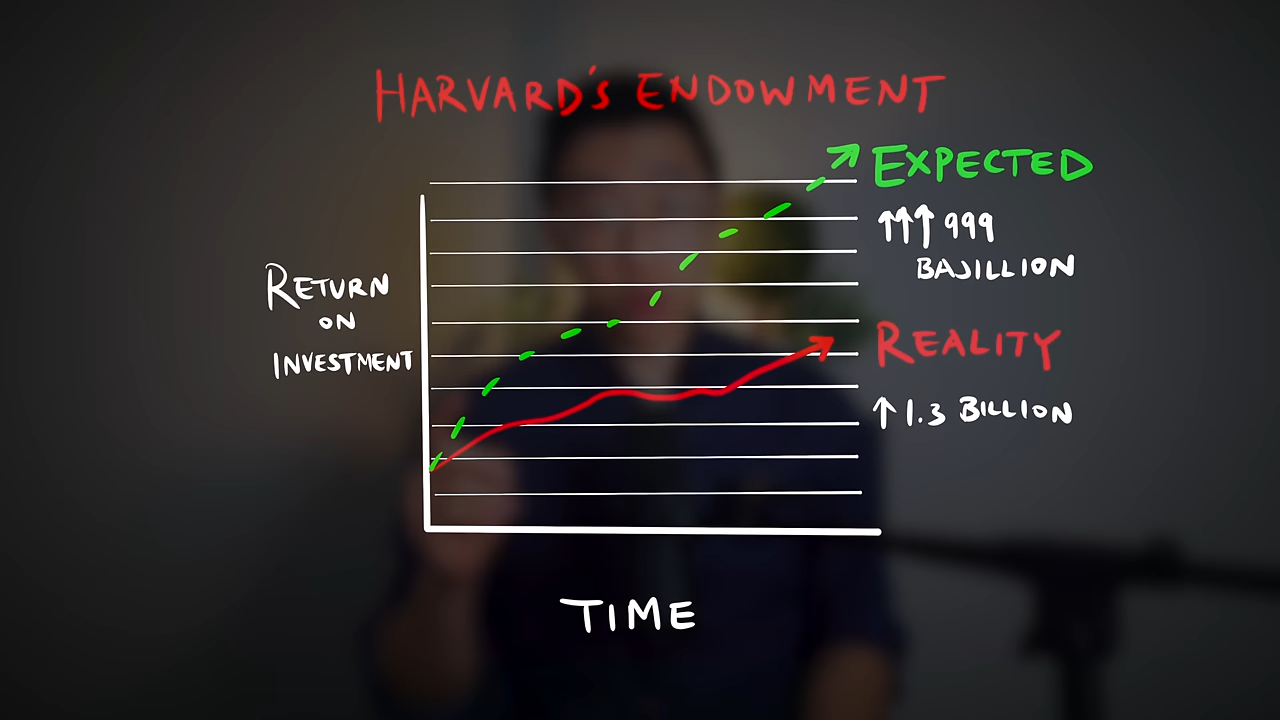 HARVARD'S ENDOWMENT
EXPECTED
↑↑↑ 999
BAJILLION
RETURN
ON
INVESTMENT
REALITY
↑ 1.3 BILLION
TIME